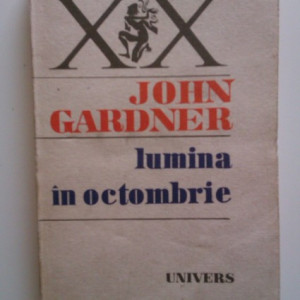 XX
JOHN
GARDNER
lumina
în octombrie
UNIVERS